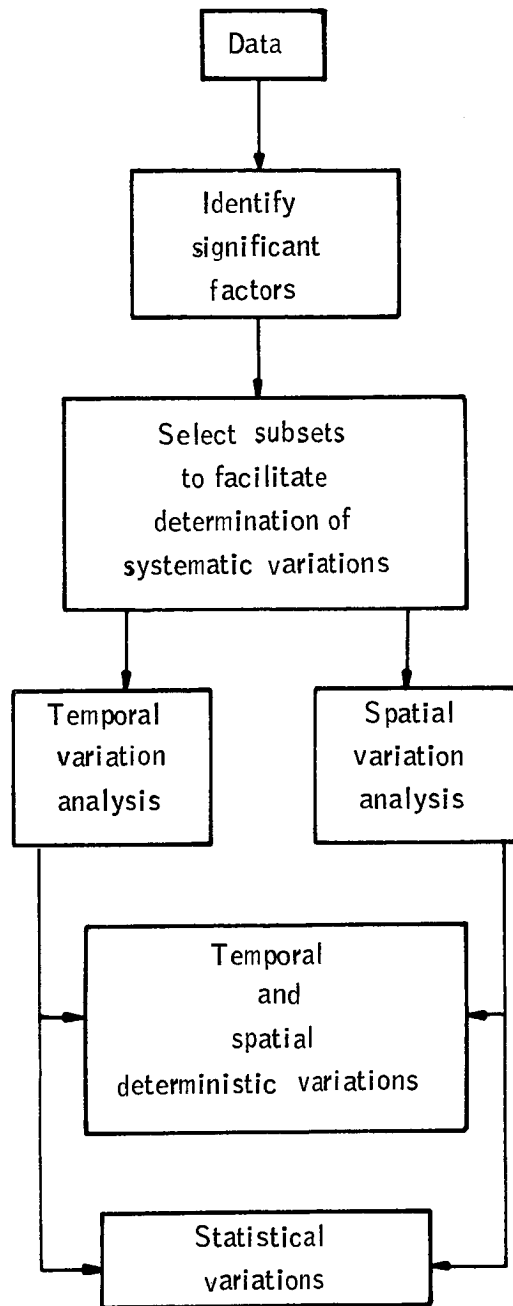 Data
Identify
significant
factors
Select subsets
to facilitate
determination of
systematic variations
Temporal
variation
analysis
Spatial
variation
analysis
Temporal
and
spatial
deterministic variations
Statistical
variations